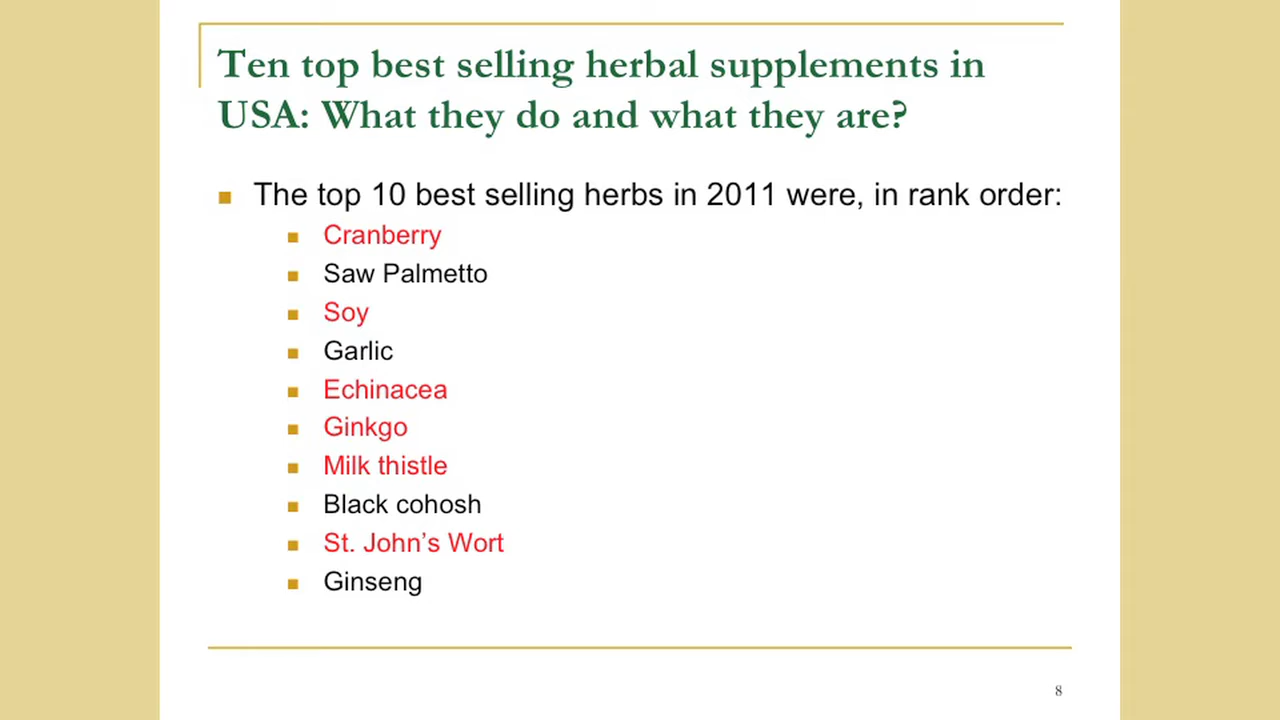 Ten top best selling herbal supplements in
USA: What they do and what they are?
The top 10 best selling herbs in 2011 were, in rank order:
Cranberry
Saw Palmetto
Soy
Garlic
Echinacea
Ginkgo
Milk thistle
Black cohosh
St. John’s Wort
Ginseng
8